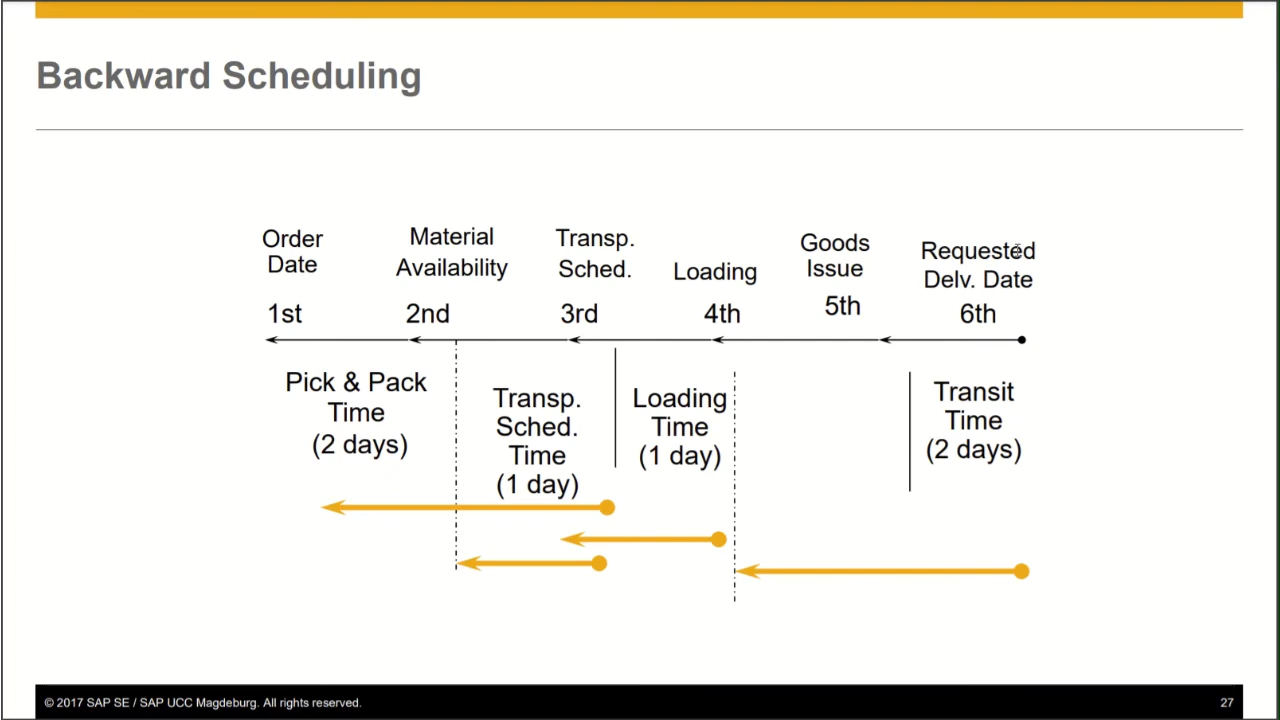 Backward Scheduling
Order
Date
Material
Availability
Transp.
Sched.
Loading
Goods
Issue
Requested
Delv. Date
1st
2nd
3rd
4th
5th
6th
Pick & Pack
Time
(2 days)
Transp.
Sched.
Time
(1 day)
Loading
Time
(1 day)
Transit
Time
(2 days)
© 2017 SAP SE / SAP UCC Magdeburg. All rights reserved.
27